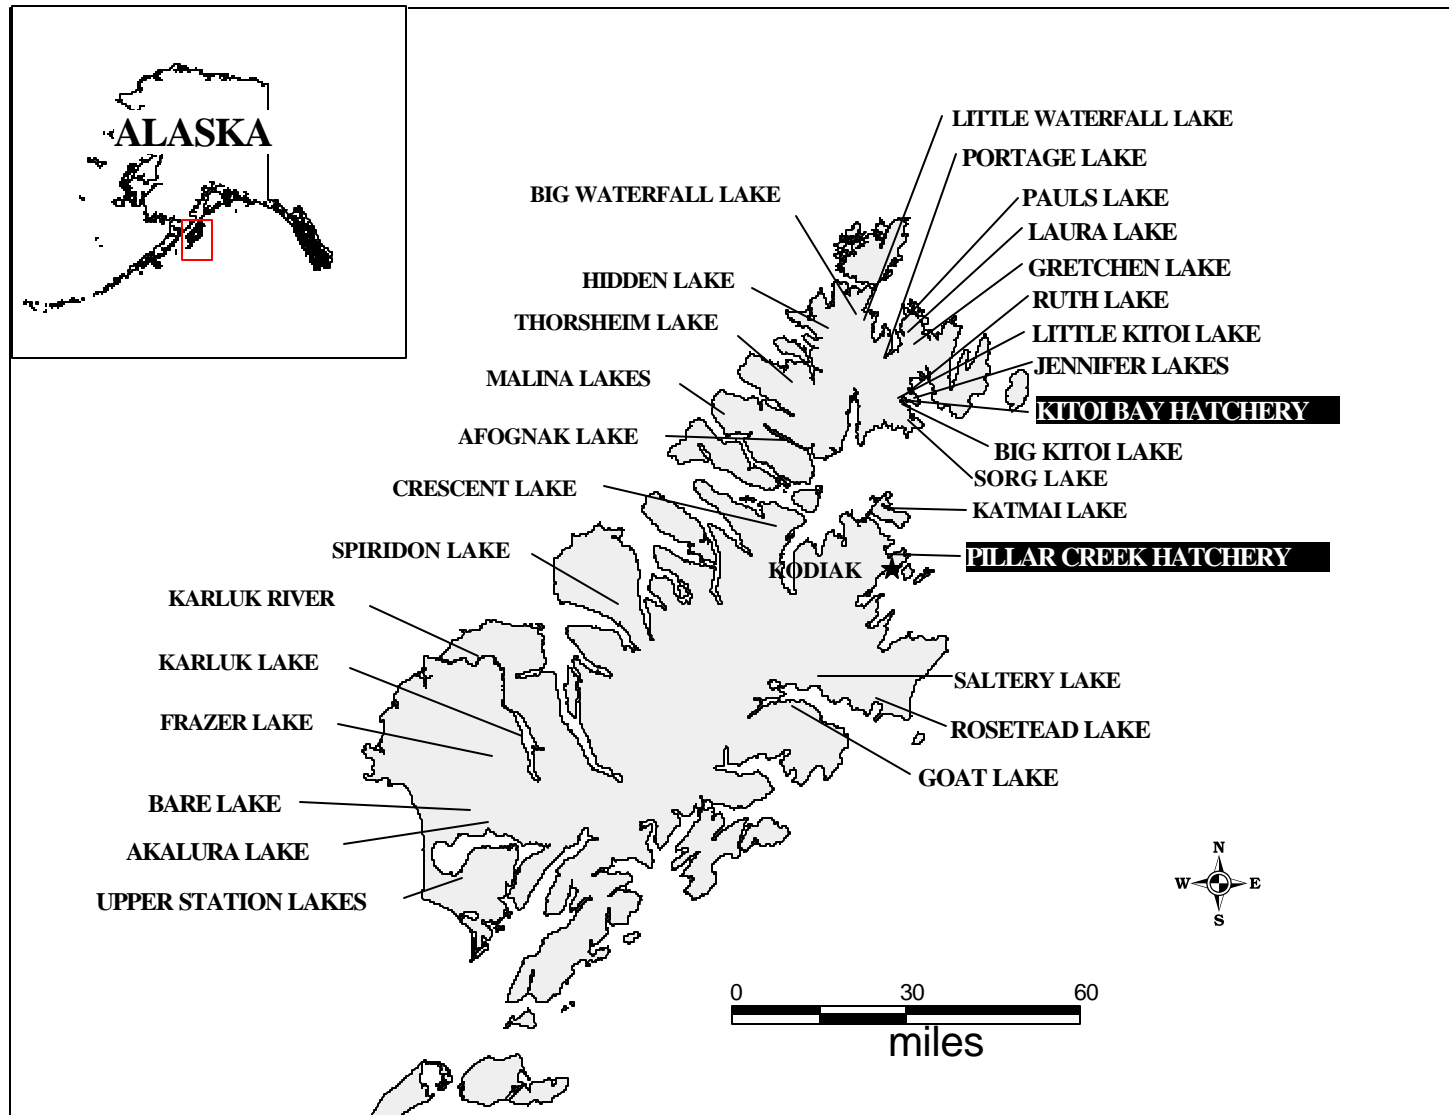 ALASKA
LITTLE WATERFALL LAKE
PORTAGE LAKE
BIG WATERFALL LAKE
PAULS LAKE
LAURA LAKE
GRETCHEN LAKE
HIDDEN LAKE
RUTH LAKE
THORSHEIM LAKE
LITTLE KITOI LAKE
JENNIFER LAKES
MALINA LAKES
KITOI BAY HATCHERY
AFOGNAK LAKE
BIG KITOI LAKE
SORG LAKE
CRESCENT LAKE
KATMAI LAKE
SPIRIDON LAKE
PILLAR CREEK HATCHERY
KODIAK
KARLUK RIVER
KARLUK LAKE
SALTERY LAKE
FRAZER LAKE
ROSETEAD LAKE
GOAT LAKE
BARE LAKE
AKALURA LAKE
UPPER STATION LAKES
N
W E
S
0 30 60
miles